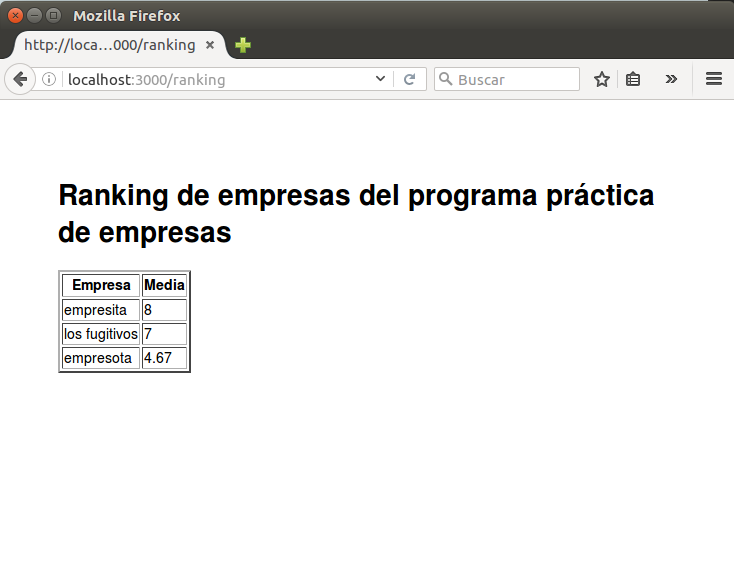 Mozilla Firefox
http://loca...000/ranking
localhost:3000/ranking
Buscar
Ranking de empresas del programa práctica
de empresas
Empresa Media
empresita 8
los fugitivos 7
empresota 4.67